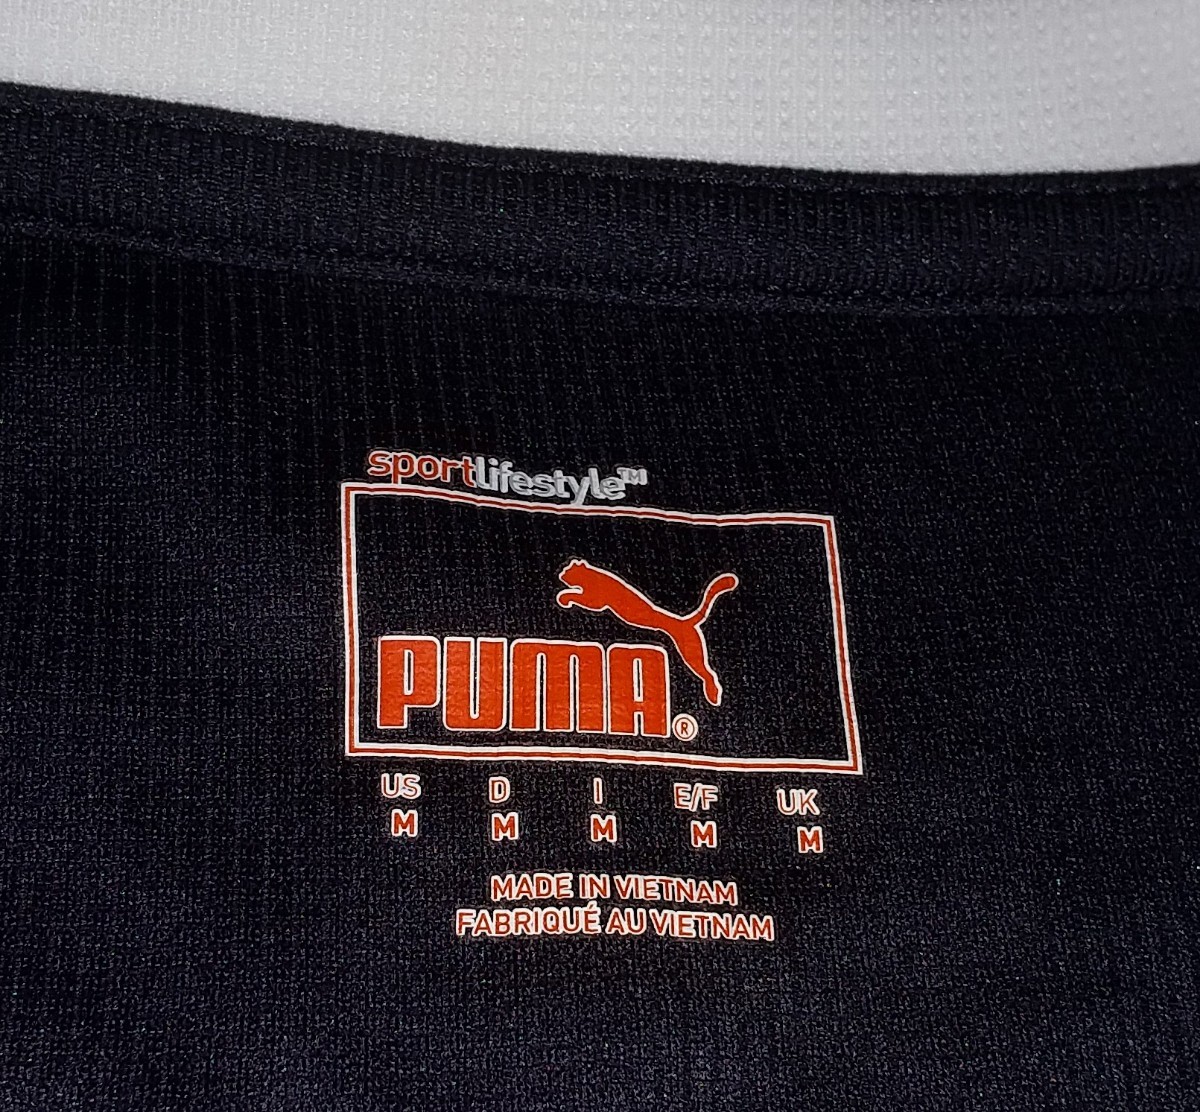 sportlifestyle™
PUMA®
US D I E/F UK
M M M M M
MADE IN VIETNAM
FABRIQUÉ AU VIETNAM